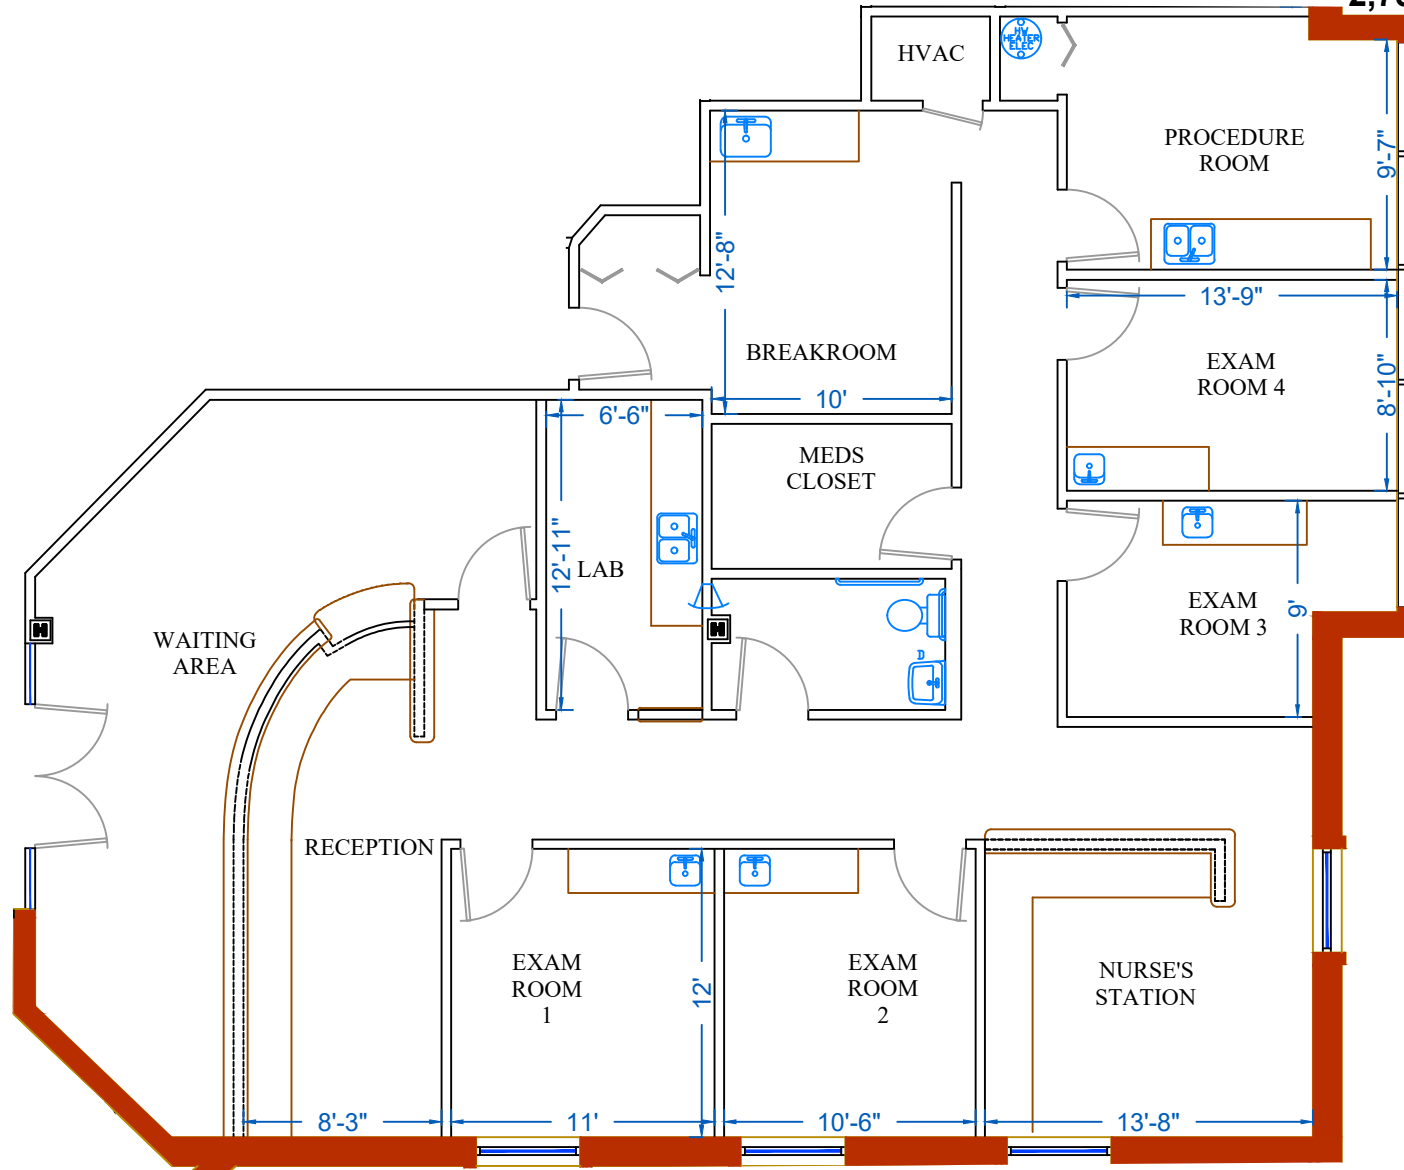 HVAC
HW
HEATER
ELEC
PROCEDURE
ROOM
9'-7"
12'-8"
13'-9"
BREAKROOM
EXAM
ROOM 4
8'-10"
10'
6'-6"
MEDS
CLOSET
12'-11"
LAB
EXAM
ROOM 3
9'
WAITING
AREA
H
H
D
RECEPTION
EXAM
ROOM
1
12'
EXAM
ROOM
2
NURSE'S
STATION
8'-3"
11'
10'-6"
13'-8"